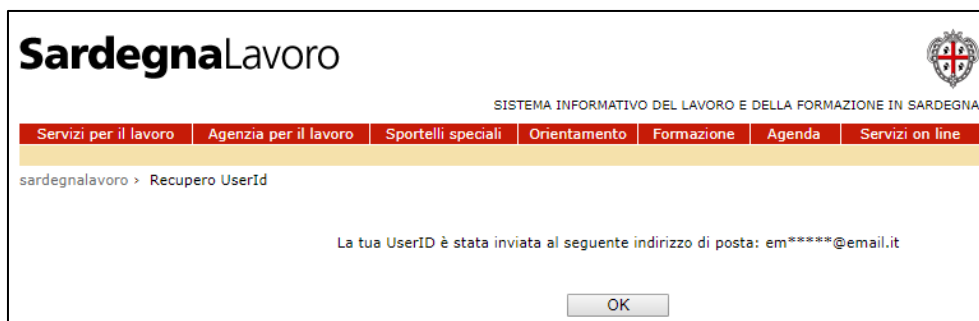 SardegnaLavoro
SISTEMA INFORMATIVO DEL LAVORO E DELLA FORMAZIONE IN SARDEGNA
Servizi per il lavoro Agenzia per il lavoro Sportelli speciali Orientamento Formazione Agenda Servizi on line
sardegnalavoro > Recupero UserId
La tua UserID è stata inviata al seguente indirizzo di posta: em*****@email.it
OK